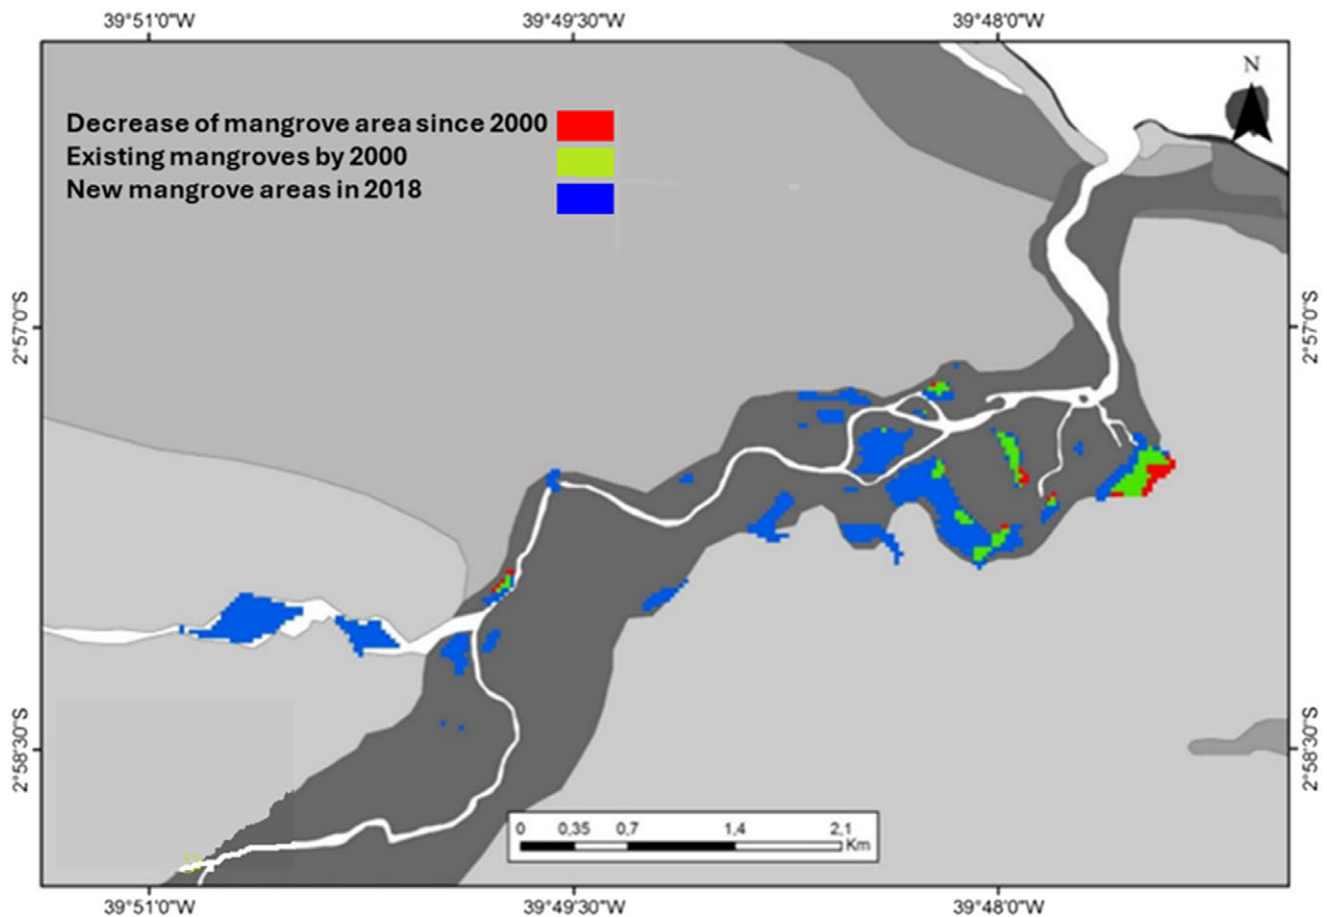 39°51'0"W 39°49'30"W 39°48'0"W
N
Decrease of mangrove area since 2000
Existing mangroves by 2000
New mangrove areas in 2018
2°57'0"S 2°57'0"S
2°58'30"S 2°58'30"S
0 0,35 0,7 1,4 2,1
Km
39°51'0"W 39°49'30"W 39°48'0"W